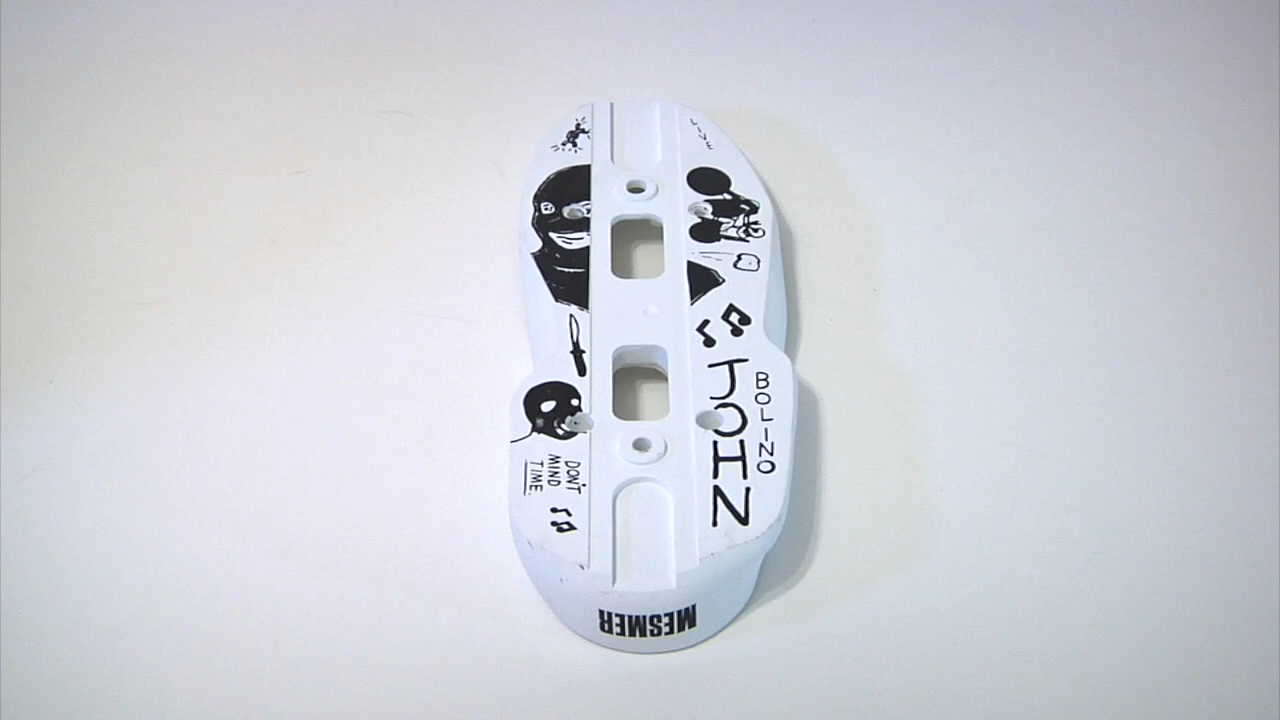 LIVE
JOHN
BOLINO
DON'T
MIND
TIME.
MESMER